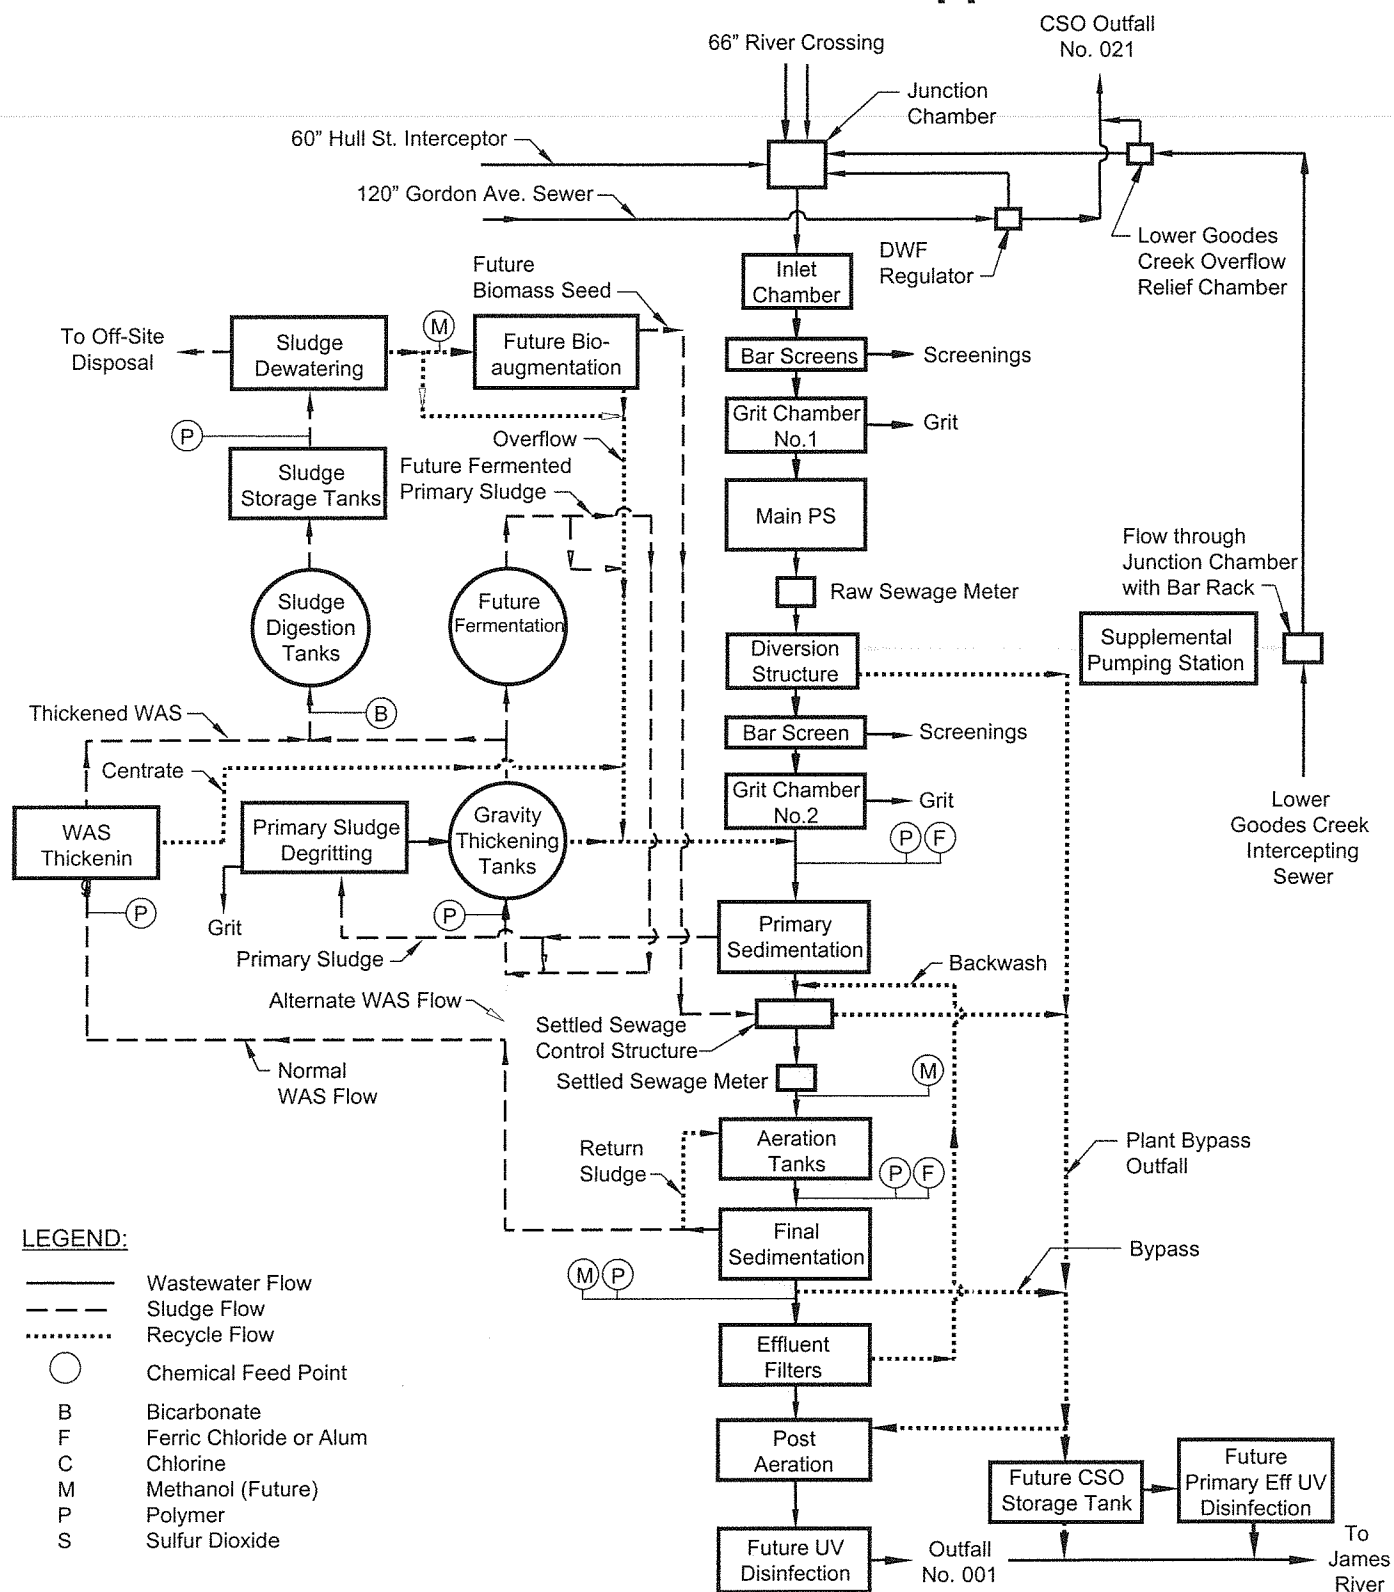 CSO Outfall
No. 021
66” River Crossing
Junction
Chamber
60” Hull St. Interceptor
120” Gordon Ave. Sewer
Lower Goodes
Creek Overflow
Relief Chamber
DWF
Regulator
Inlet
Chamber
Future
Biomass Seed
To Off-Site
Disposal
Sludge
Dewatering
M
Future Bio-
augmentation
Bar Screens
Screenings
P
Grit Chamber
No.1
Grit
Overflow
Future Fermented
Primary Sludge
Sludge
Storage Tanks
Main PS
Flow through
Junction Chamber
with Bar Rack
Sludge
Digestion
Tanks
Future
Fermentation
Raw Sewage Meter
Diversion
Structure
Supplemental
Pumping Station
Thickened WAS
B
Bar Screen
Screenings
Centrate
Grit Chamber
No.2
Grit
WAS
Thickenin
g
Primary Sludge
Degritting
Gravity
Thickening
Tanks
P
F
Lower
Goodes Creek
Intercepting
Sewer
P
Grit
P
Primary
Sedimentation
Primary Sludge
Backwash
Alternate WAS Flow
Settled Sewage
Control Structure
Normal
WAS Flow
Settled Sewage Meter
M
Aeration
Tanks
Return
Sludge
Plant Bypass
Outfall
P
F
Final
Sedimentation
Bypass
M
P
Effluent
Filters
Post
Aeration
Future CSO
Storage Tank
Future
Primary Eff UV
Disinfection
Future UV
Disinfection
Outfall
No. 001
To
James
River
LEGEND:
Wastewater Flow
Sludge Flow
Recycle Flow
Chemical Feed Point
B Bicarbonate
F Ferric Chloride or Alum
C Chlorine
M Methanol (Future)
P Polymer
S Sulfur Dioxide